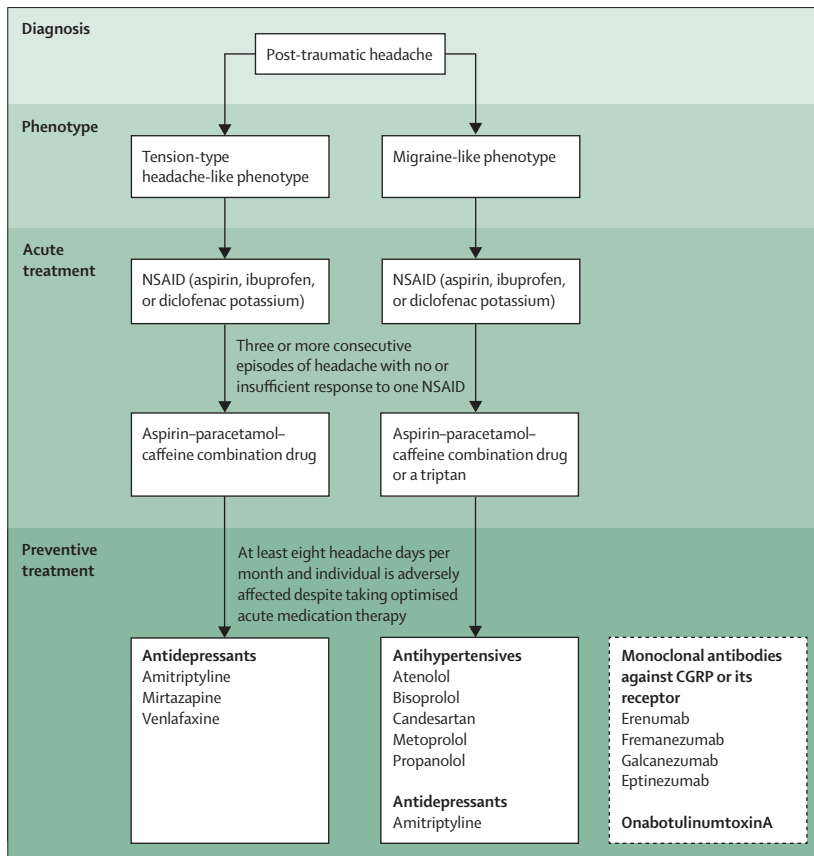 Diagnosis
Post-traumatic headache
Phenotype
Tension-type
headache-like phenotype
Migraine-like phenotype
Acute
treatment
NSAID (aspirin, ibuprofen,
or diclofenac potassium)
NSAID (aspirin, ibuprofen,
or diclofenac potassium)
Three or more consecutive
episodes of headache with no or
insufficient response to one NSAID
Aspirin–paracetamol–
caffeine combination drug
Aspirin–paracetamol–
caffeine combination drug
or a triptan
Preventive
treatment
At least eight headache days per
month and individual is adversely
affected despite taking optimised
acute medication therapy
Antidepressants
Amitriptyline
Mirtazapine
Venlafaxine
Antihypertensives
Atenolol
Bisoprolol
Candesartan
Metoprolol
Propanolol
Antidepressants
Amitriptyline
Monoclonal antibodies
against CGRP or its
receptor
Erenumab
Fremanezumab
Galcanezumab
Eptinezumab
OnabotulinumtoxinA